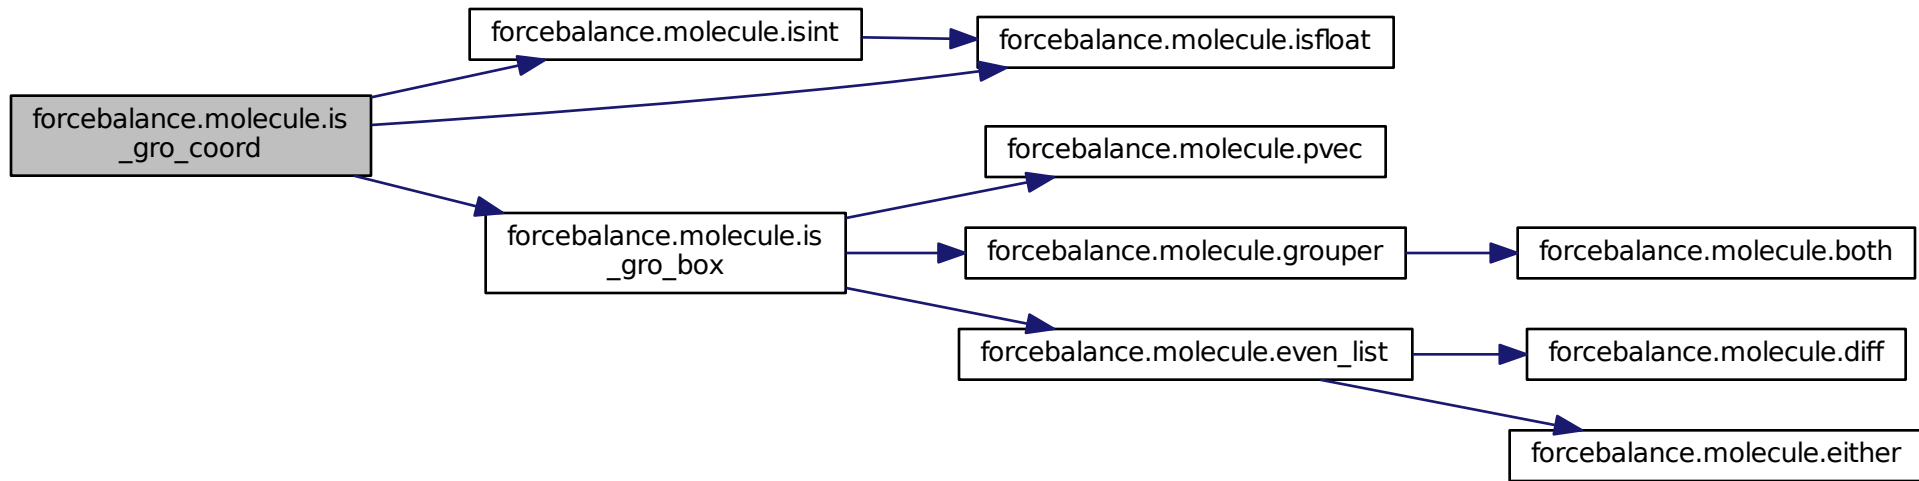 forcebalance.molecule.is
_gro_coord
forcebalance.molecule.isint
forcebalance.molecule.isfloat
forcebalance.molecule.is
_gro_box
forcebalance.molecule.pvec
forcebalance.molecule.grouper
forcebalance.molecule.both
forcebalance.molecule.even_list
forcebalance.molecule.diff
forcebalance.molecule.either